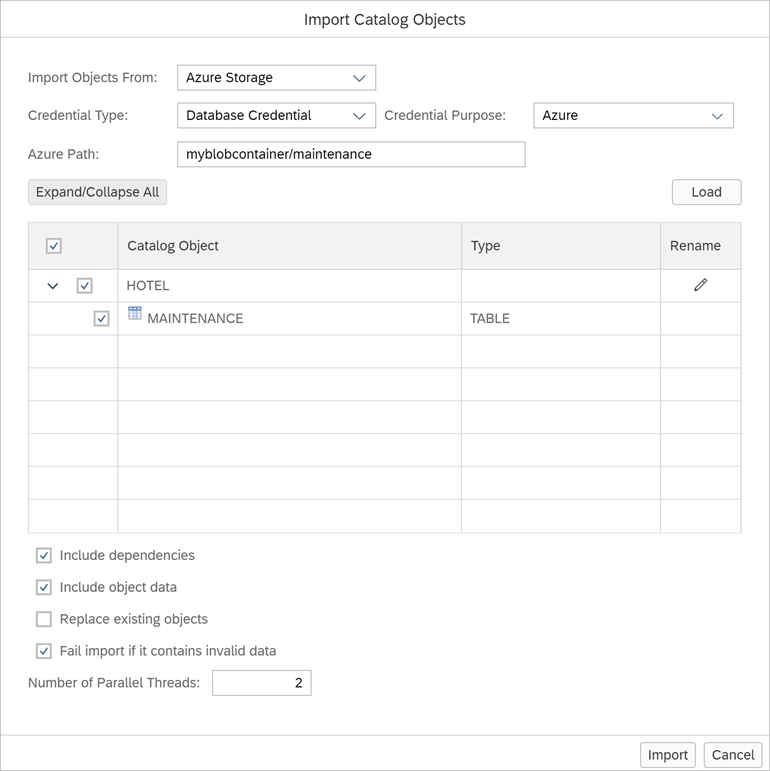 Import Catalog Objects
Import Objects From: Azure Storage
Credential Type: Database Credential Credential Purpose: Azure
Azure Path: myblobcontainer/maintenance
Expand/Collapse All Load
Catalog Object Type Rename
HOTEL
MAINTENANCE TABLE
Include dependencies
Include object data
Replace existing objects
Fail import if it contains invalid data
Number of Parallel Threads: 2
Import Cancel